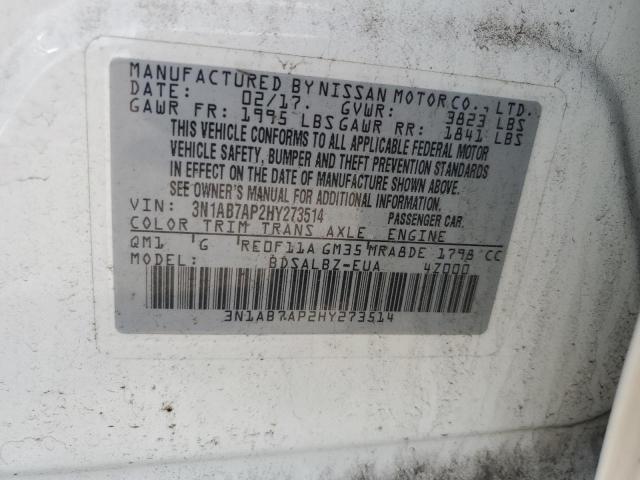 MANUFACTURED BY NISSAN MOTOR CO., LTD.
DATE: 02/17. GVWR: 3823 LBS
GAWR FR: 1995 LBS GAWR RR: 1841 LBS
THIS VEHICLE CONFORMS TO ALL APPLICABLE FEDERAL MOTOR
VEHICLE SAFETY, BUMPER AND THEFT PREVENTION STANDARDS
IN EFFECT ON THE DATE OF MANUFACTURE SHOWN ABOVE.
SEE OWNER'S MANUAL FOR ADDITIONAL INFORMATION.
VIN: 3N1AB7AP2HY273514 PASSENGER CAR.
COLOR TRIM TRANS AXLE ENGINE
QM1 G RE0F11A GM35 MRA8DE 1798 CC
MODEL: BDSALBZ-EUA 4Z000
3N1AB7AP2HY273514